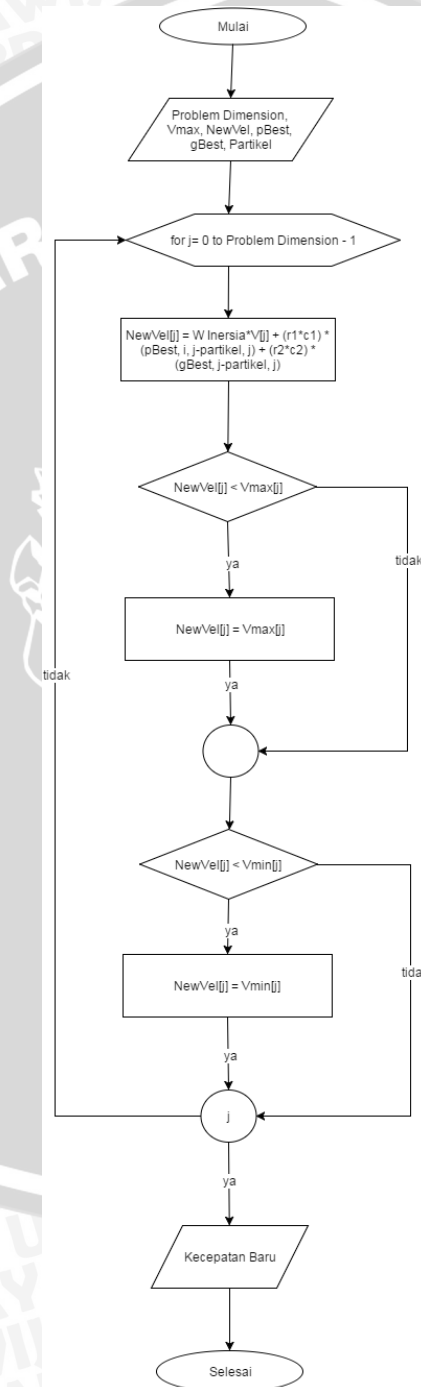 Mulai
Problem Dimension,
Vmax, NewVel, pBest,
gBest, Partikel
for j= 0 to Problem Dimension - 1
NewVel[j] = W Inersia*V[j] + (r1*c1) *
(pBest, i, j-partikel, j) + (r2*c2) *
(gBest, j-partikel, j)
NewVel[j] < Vmax[j]
tidak
ya
NewVel[j] = Vmax[j]
tidak
ya
NewVel[j] < Vmin[j]
ya
tida
NewVel[j] = Vmin[j]
ya
j
ya
Kecepatan Baru
Selesai